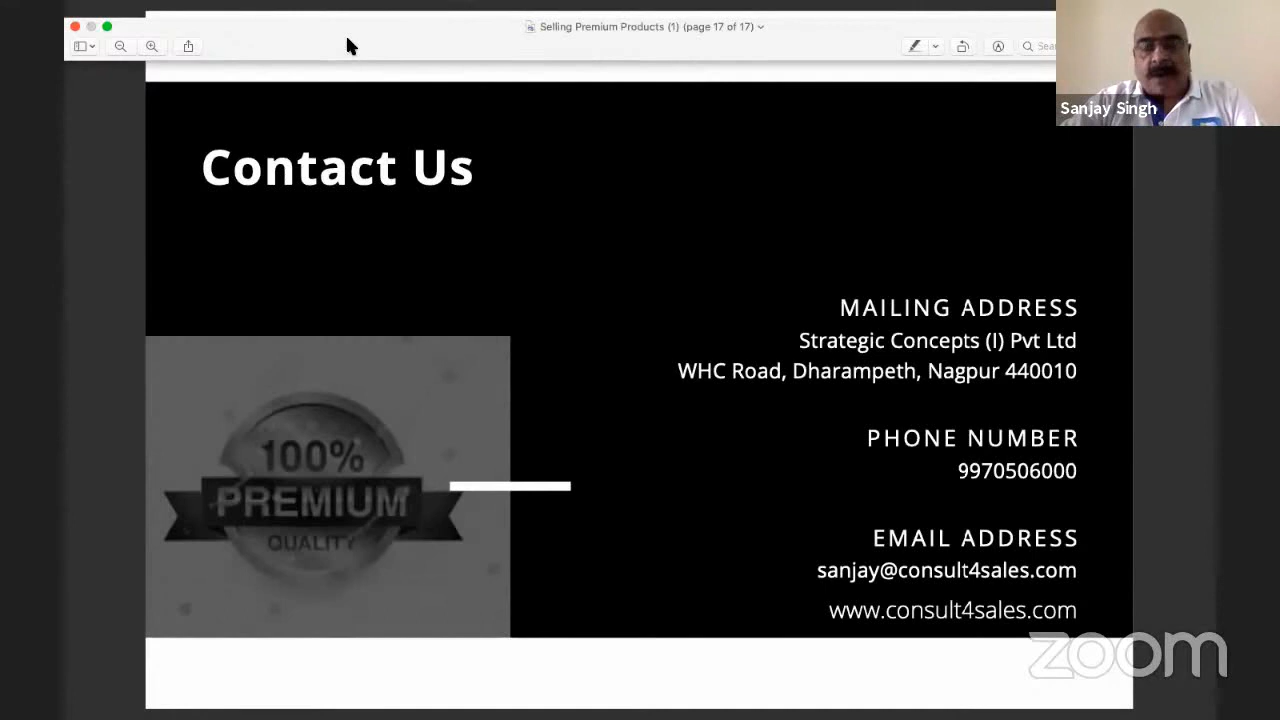 Selling Premium Products (1) (page 17 of 17)
Sea
Sanjay Singh
Contact Us
MAILING ADDRESS
Strategic Concepts (I) Pvt Ltd
WHC Road, Dharampeth, Nagpur 440010
100%
PREMIUM
QUALITY
PHONE NUMBER
9970506000
EMAIL ADDRESS
sanjay@consult4sales.com
www.consult4sales.com
zoom